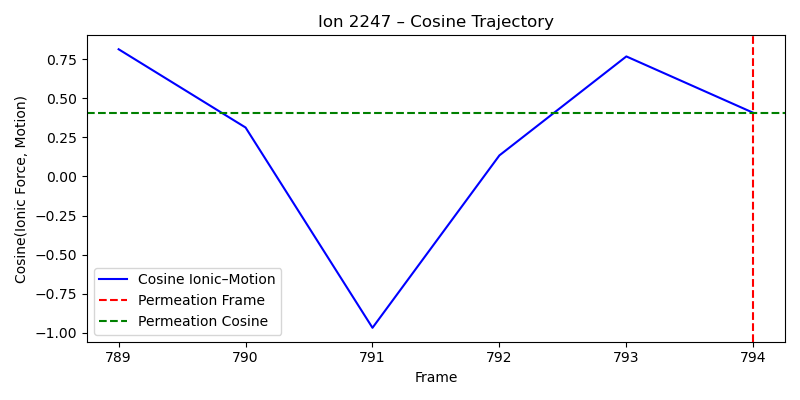 Ion 2247 – Cosine Trajectory
Cosine(Ionic Force, Motion)
0.75
0.50
0.25
0.00
−0.25
−0.50
−0.75
−1.00
Cosine Ionic–Motion
Permeation Frame
Permeation Cosine
789 790 791 792 793 794
Frame